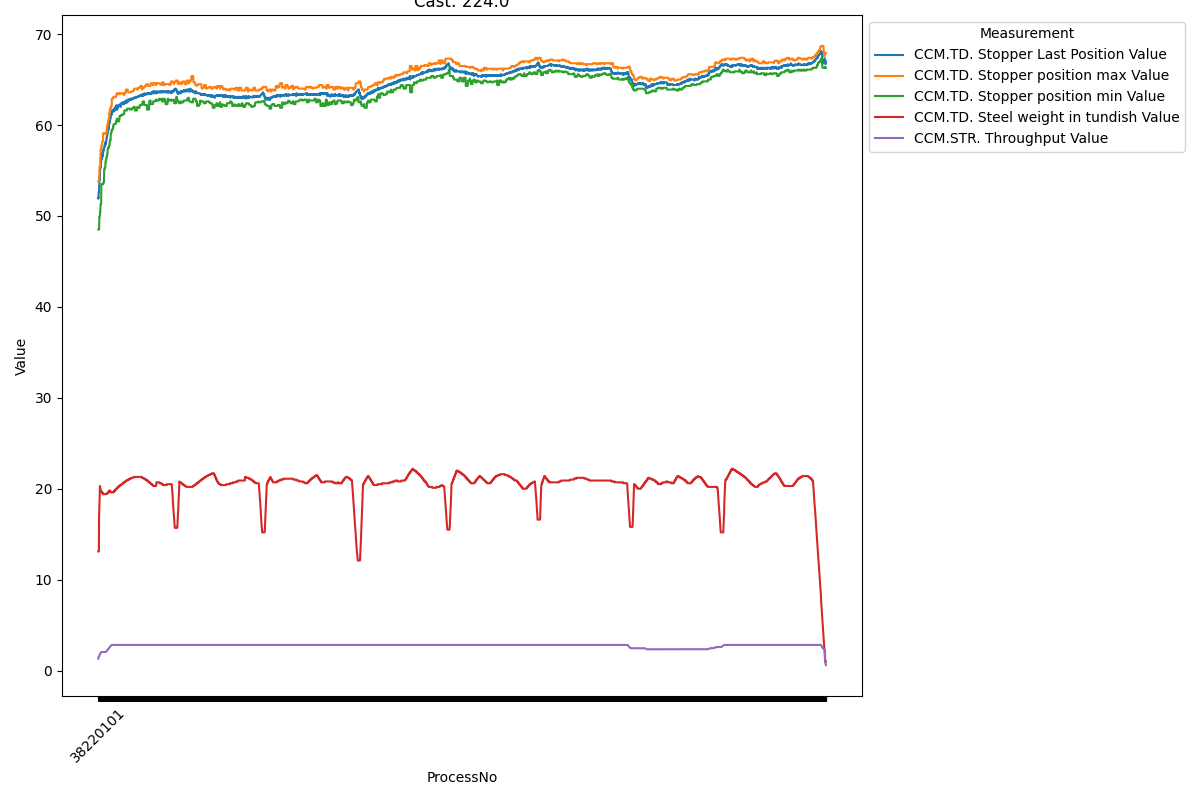 Cast: 224.0
Measurement
CCM.TD. Stopper Last Position Value
CCM.TD. Stopper position max Value
CCM.TD. Stopper position min Value
CCM.TD. Steel weight in tundish Value
CCM.STR. Throughput Value
70
60
50
40
30
20
10
0
Value
38220101
ProcessNo